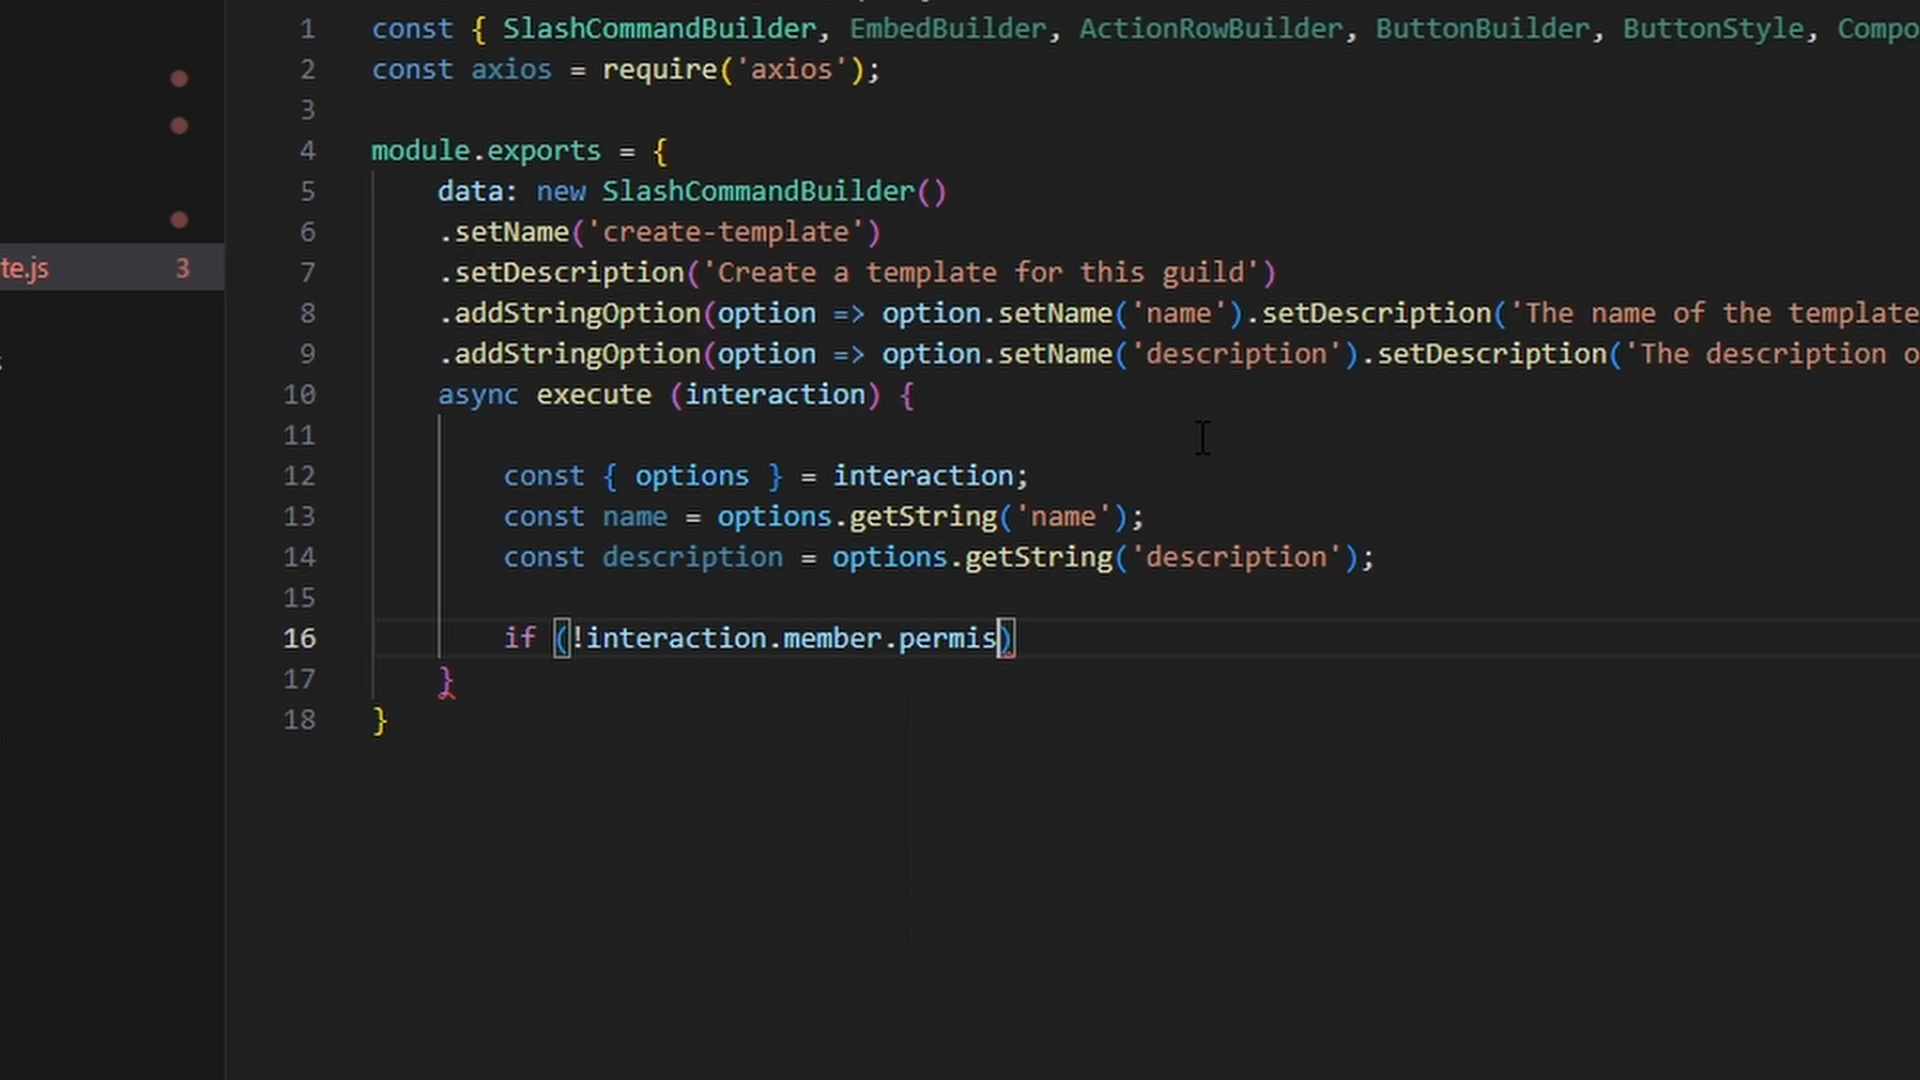 1 const { SlashCommandBuilder, EmbedBuilder, ActionRowBuilder, ButtonBuilder, ButtonStyle, Compo
2 const axios = require('axios');
3
4 module.exports = {
5 data: new SlashCommandBuilder()
6 .setName('create-template')
7 .setDescription('Create a template for this guild')
8 .addStringOption(option => option.setName('name').setDescription('The name of the template
9 .addStringOption(option => option.setName('description').setDescription('The description o
10 async execute (interaction) {
11
12 const { options } = interaction;
13 const name = options.getString('name');
14 const description = options.getString('description');
15
16 if (!interaction.member.permis)
17 }
18 }
te.js 3